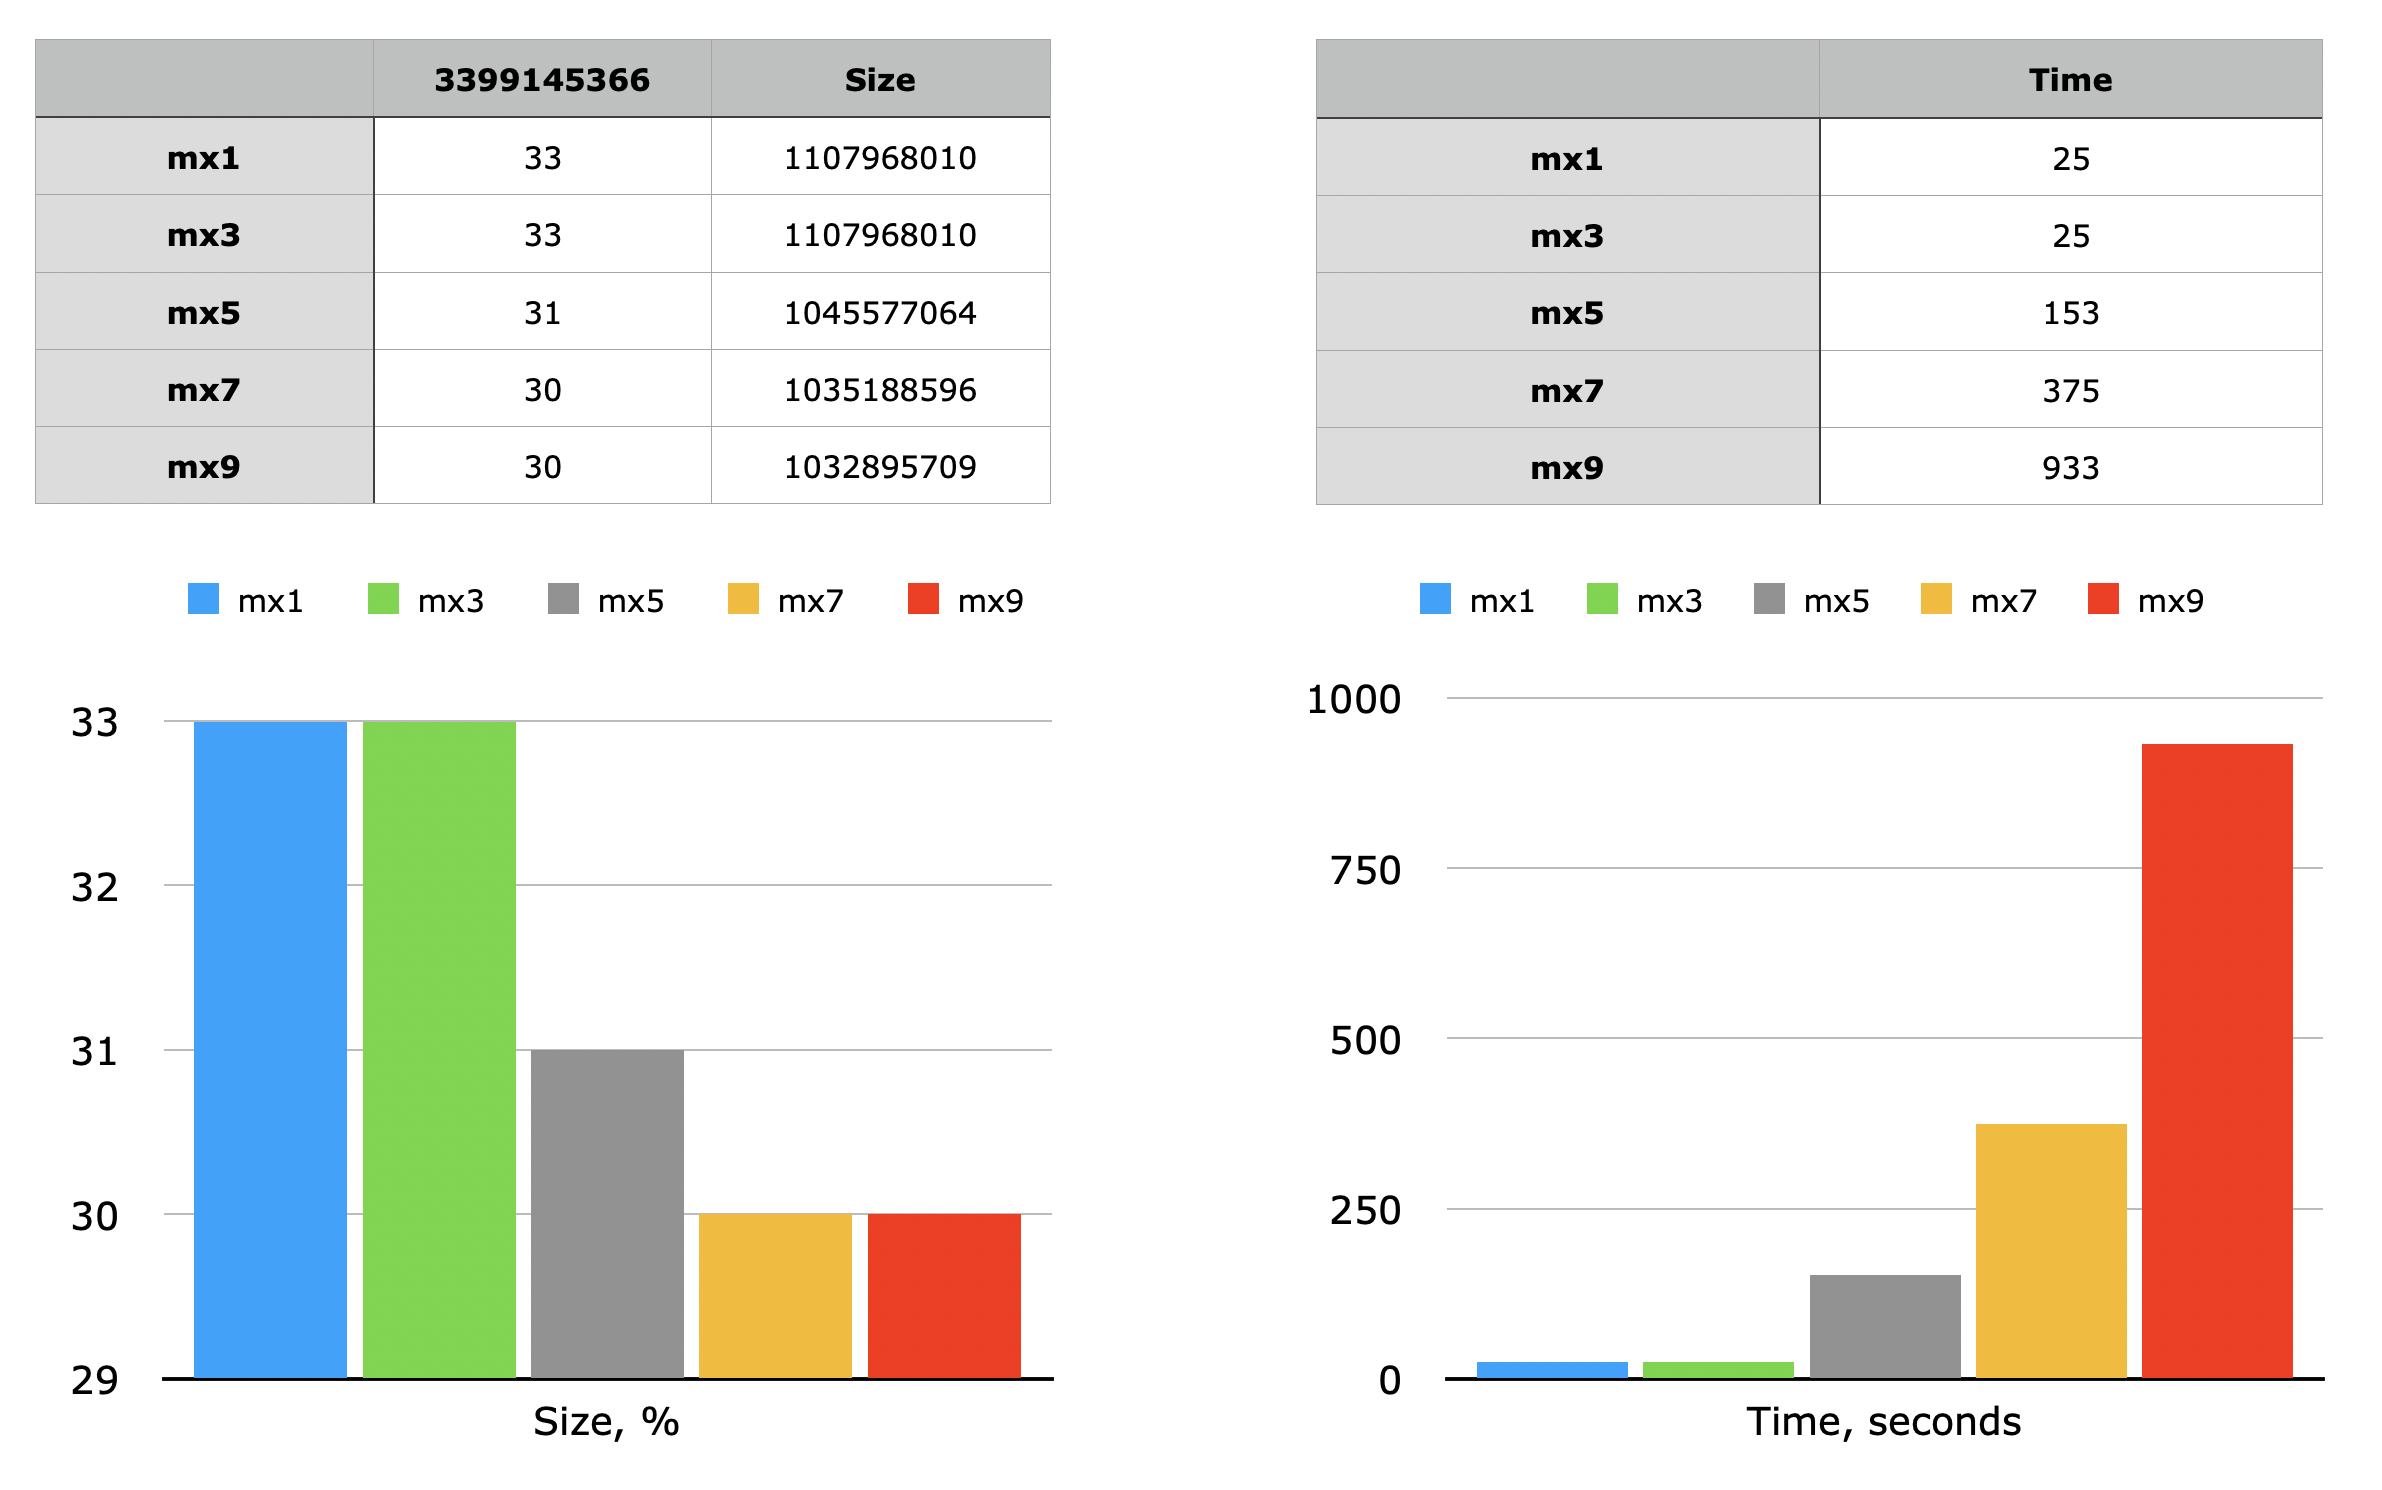 3399145366 Size
mx1 33 1107968010
mx3 33 1107968010
mx5 31 1045577064
mx7 30 1035188596
mx9 30 1032895709
Time
mx1 25
mx3 25
mx5 153
mx7 375
mx9 933
mx1 mx3 mx5 mx7 mx9
33
32
31
30
29
Size, %
mx1 mx3 mx5 mx7 mx9
1000
750
500
250
0
Time, seconds